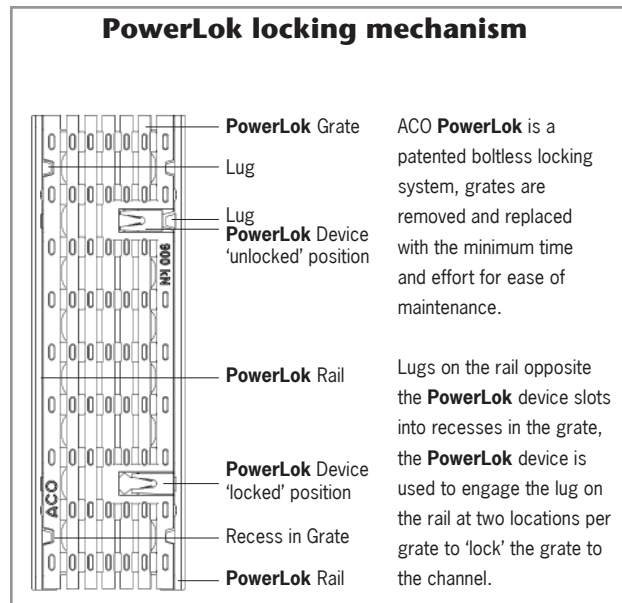 PowerLok locking mechanism
PowerLok Grate
Lug
Lug
PowerLok Device
‘unlocked’ position
900 kN
PowerLok Rail
PowerLok Device
‘locked’ position
ACO
Recess in Grate
PowerLok Rail
ACO PowerLok is a
patented boltless locking
system, grates are
removed and replaced
with the minimum time
and effort for ease of
maintenance.
Lugs on the rail opposite
the PowerLok device slots
into recesses in the grate,
the PowerLok device is
used to engage the lug on
the rail at two locations per
grate to ‘lock’ the grate to
the channel.